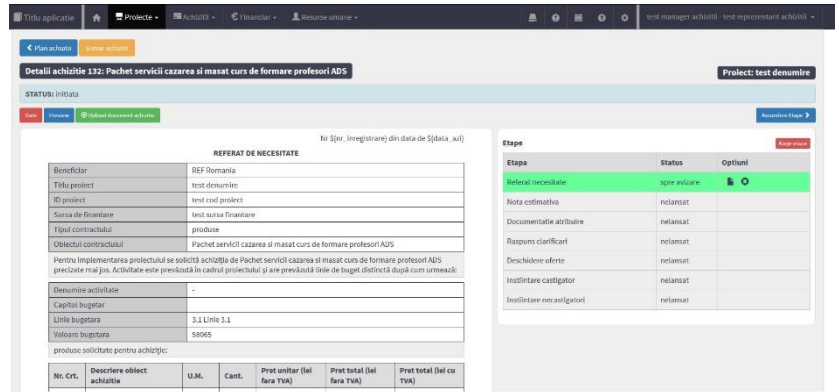 Titlu aplicatie
Proiecte
Achizitii
Financiar
Resurse umane
test manager achizitii -test reprezentant achizitii
Plan achizitii
Sumar achizitii
Detalii achizitie 132: Pachet servicii cazarea si masat curs de formare profesori ADS
Proiect: test denumire
STATUS: initiata
Date
Preview
Upload document achizitie
Ascundere Etape
Nr ${nr_inregistrare} din data de ${data_azi}
REFERAT DE NECESITATE
Beneficiar REF Romania
Titlu proiect test denumire
ID proiect test cod proiect
Sursa de finantare test sursa finantare
Tipul contractului produse
Obiectul contractului Pachet servicii cazarea si masat curs de formare profesori ADS
Pentru implementarea proiectului se solicită achiziția de Pachet servicii cazarea si masat curs de formare profesori ADS
precizate mai jos. Activitate este prevăzută în cadrul proiectului și are prevăzută linie de buget distinctă după cum urmează:
Denumire activitate -
Capitol bugetar
Linie bugetara 3.1 Linie 3.1
Valoare bugetara 58065
produse solicitate pentru achiziție:
Nr. Crt. Descriere obiect achizitie U.M. Cant. Pret unitar (lei fara TVA) Pret total (lei fara TVA) Pret total (lei cu TVA)
Etape
Alege etape
Etapa Status Optiuni
Referat necesitate spre avizare
Nota estimativa nelansat
Documentatie atribuire nelansat
Raspuns clarificari nelansat
Deschidere oferte nelansat
Instiintare castigator nelansat
Instiintare necastigatori nelansat